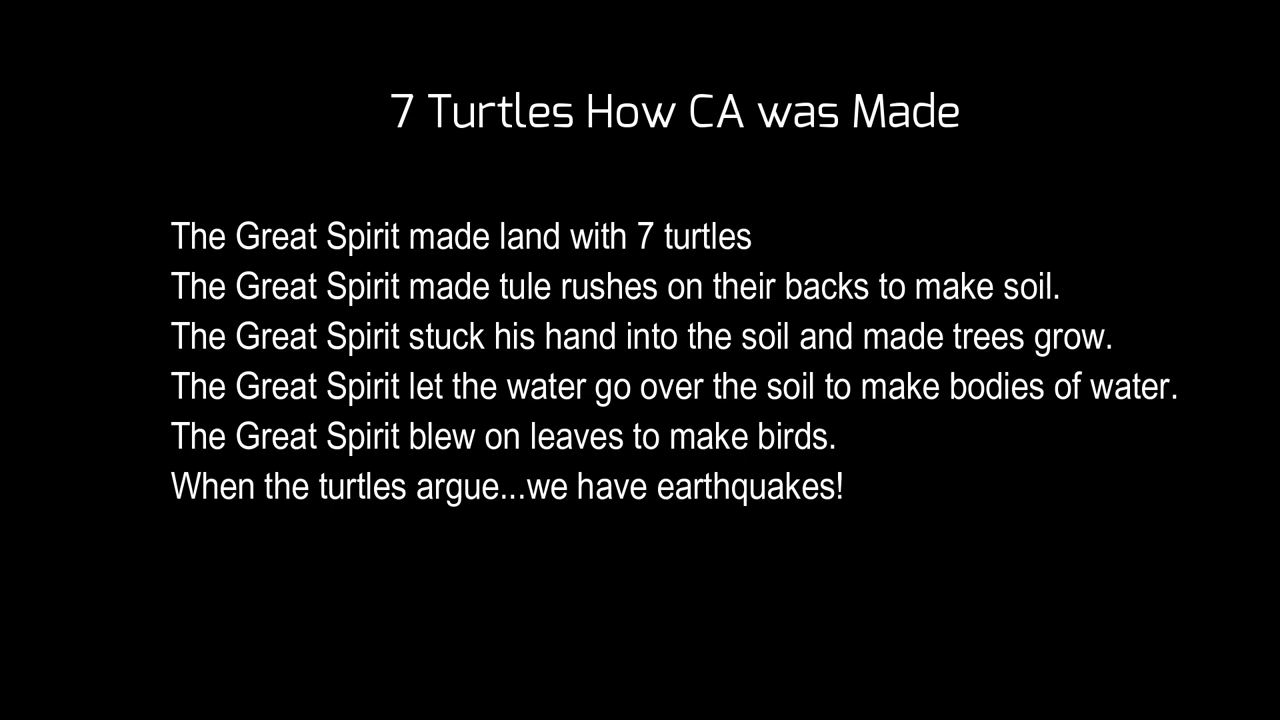 7 Turtles How CA was Made
The Great Spirit made land with 7 turtles
The Great Spirit made tule rushes on their backs to make soil.
The Great Spirit stuck his hand into the soil and made trees grow.
The Great Spirit let the water go over the soil to make bodies of water.
The Great Spirit blew on leaves to make birds.
When the turtles argue...we have earthquakes!